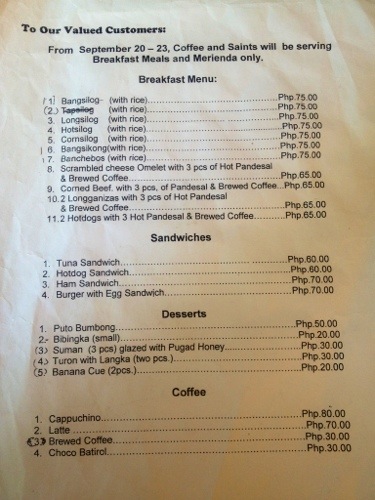 To Our Valued Customers:
From September 20 – 23, Coffee and Saints will be serving
Breakfast Meals and Merienda only.
Breakfast Menu:
(1) Bangsilog (with rice)....................Php.75.00
(2.) Tapsilog (with rice)....................Php.75.00
3. Longsilog (with rice)....................Php.75.00
4. Hotsilog (with rice)....................Php.75.00
5. Cornsilog (with rice)....................Php.75.00
6. Bangsikong(with rice)....................Php.75.00
7. Banchebos (with rice)....................Php.75.00
8. Scrambled cheese Omelet with 3 pcs of Hot Pandesal
& Brewed Coffee....................Php.65.00
9. Corned Beef. with 3 pcs, of Pandesal & Brewed Coffee...Php.65.00
10. 2 Longganizas with 3 pcs of Hot Pandesal
& Brewed Coffee....................Php.65.00
11. 2 Hotdogs with 3 Hot Pandesal & Brewed Coffee..........Php.65.00
Sandwiches
1. Tuna Sandwich....................Php.60.00
2. Hotdog Sandwich....................Php.60.00
3. Ham Sandwich....................Php.70.00
4. Burger with Egg Sandwich....................Php.70.00
Desserts
1. Puto Bumbong....................Php.50.00
2. Bibingka (small)....................Php.20.00
(3) Suman (3 pcs) glazed with Pugad Honey....................Php.30.00
(4.) Turon with Langka (two pcs.)....................Php.30.00
(5) Banana Cue (2pcs.)....................Php.20.00
Coffee
1. Cappuchino....................Php.80.00
2. Latte ....................Php.70.00
(3) Brewed Coffee....................Php.30.00
4. Choco Batirol....................Php.30.00